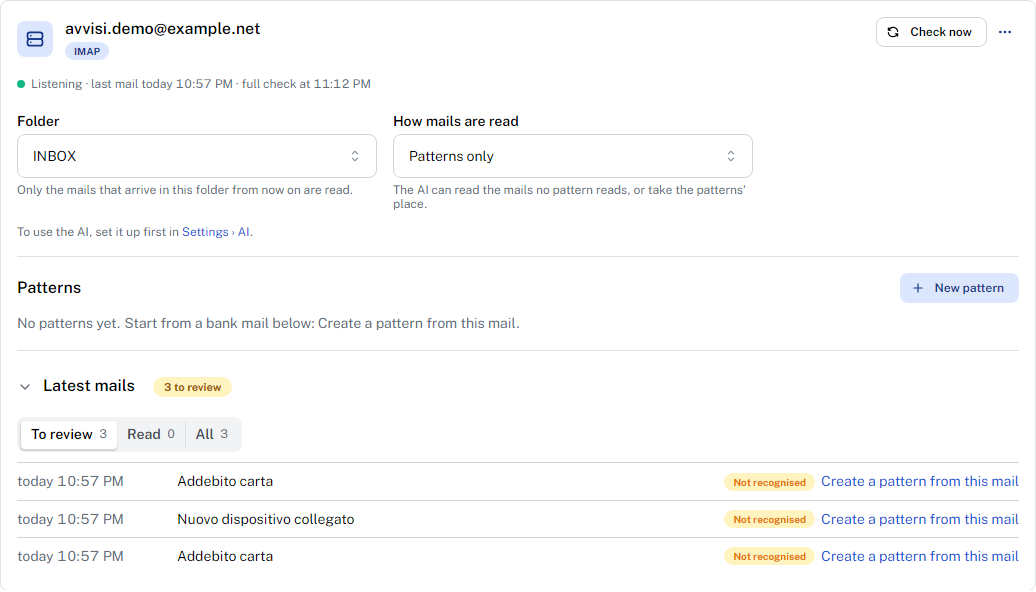 avvisi.demo@example.net
IMAP
Check now
Listening · last mail today 10:57 PM · full check at 11:12 PM
Folder
How mails are read
INBOX
Patterns only
Only the mails that arrive in this folder from now on are read.
The AI can read the mails no pattern reads, or take the patterns'
place.
To use the AI, set it up first in Settings › AI.
Patterns
New pattern
No patterns yet. Start from a bank mail below: Create a pattern from this mail.
Latest mails 3 to review
To review 3 Read 0 All 3
today 10:57 PM Addebito carta Not recognised Create a pattern from this mail
today 10:57 PM Nuovo dispositivo collegato Not recognised Create a pattern from this mail
today 10:57 PM Addebito carta Not recognised Create a pattern from this mail